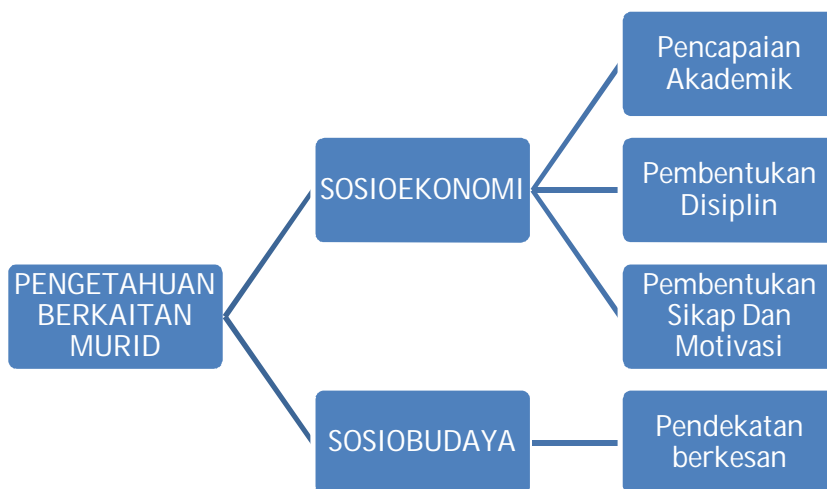 PENGETAHUAN
BERKAITAN
MURID
SOSIOEKONOMI
Pencapaian
Akademik
Pembentukan
Disiplin
Pembentukan
Sikap Dan
Motivasi
SOSIOBUDAYA
Pendekatan
berkesan